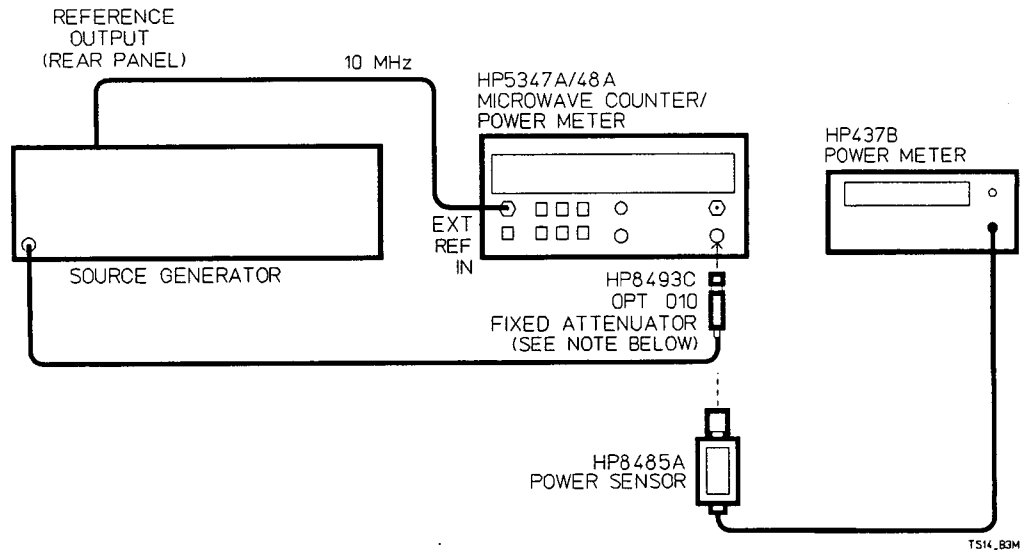 REFERENCE
OUTPUT
(REAR PANEL)
10 MHz
HP5347A/48A
MICROWAVE COUNTER/
POWER METER
HP437B
POWER METER
EXT
REF
IN
SOURCE GENERATOR
HP8493C
OPT 010
FIXED ATTENUATOR
(SEE NOTE BELOW)
HP8485A
POWER SENSOR
TS14_B3M